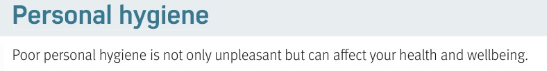 Personal hygiene
Poor personal hygiene is not only unpleasant but can affect your health and wellbeing.